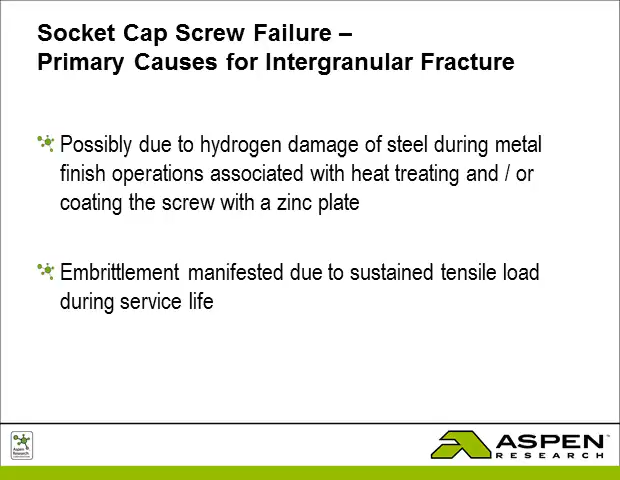 Socket Cap Screw Failure –
Primary Causes for Intergranular Fracture
Possibly due to hydrogen damage of steel during metal
finish operations associated with heat treating and / or
coating the screw with a zinc plate
Embrittlement manifested due to sustained tensile load
during service life
Aspen
Research
ASPEN™
RESEARCH